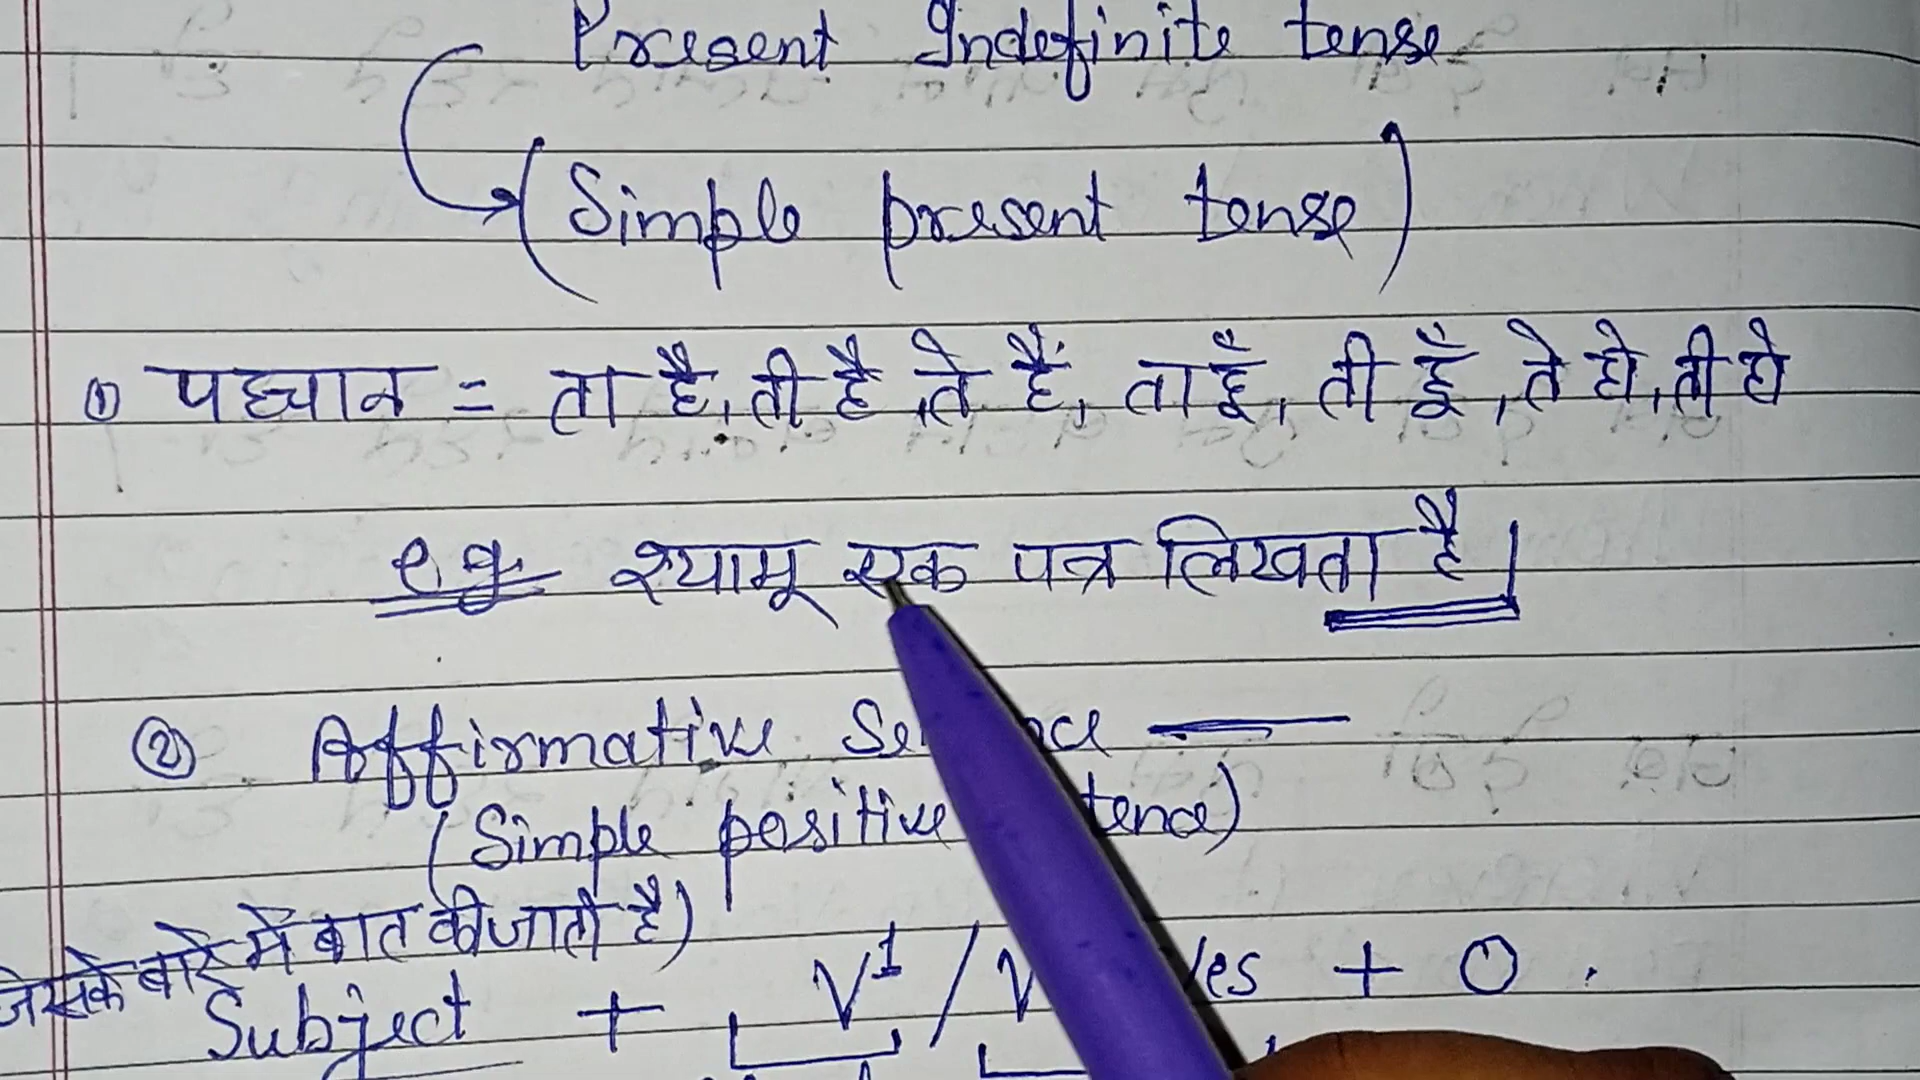 Present Indefinite tense
(Simple present tense)
① पहचान = ता है, ती है, ते हैं, ता हूँ, ती हूँ, ते हो, ती हो
e.g. श्यामू एक पत्र लिखता है।
② Affirmative —
(Simple positive
जिसके बारे में बात की जाती है)
Subject + V¹ / V es + O .